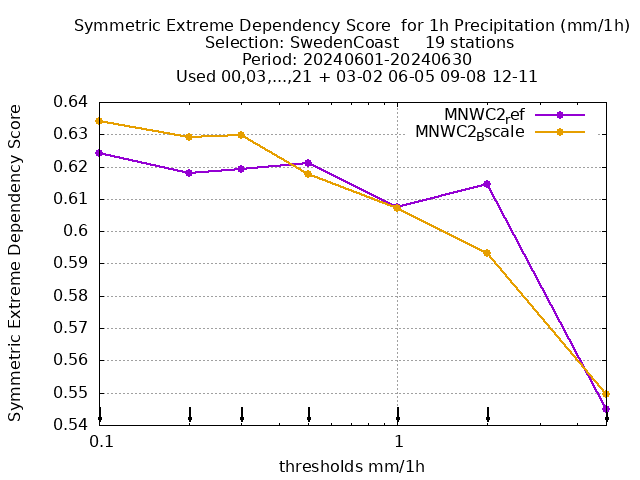 Symmetric Extreme Dependency Score  for 1h Precipitation (mm/1h)
Selection: SwedenCoast     19 stations
Period: 20240601-20240630
Used 00,03,...,21 + 03-02 06-05 09-08 12-11
MNWC2_ref
MNWC2_Bscale
Symmetric Extreme Dependency Score
0.64
0.63
0.62
0.61
0.6
0.59
0.58
0.57
0.56
0.55
0.54
0.1
1
thresholds mm/1h